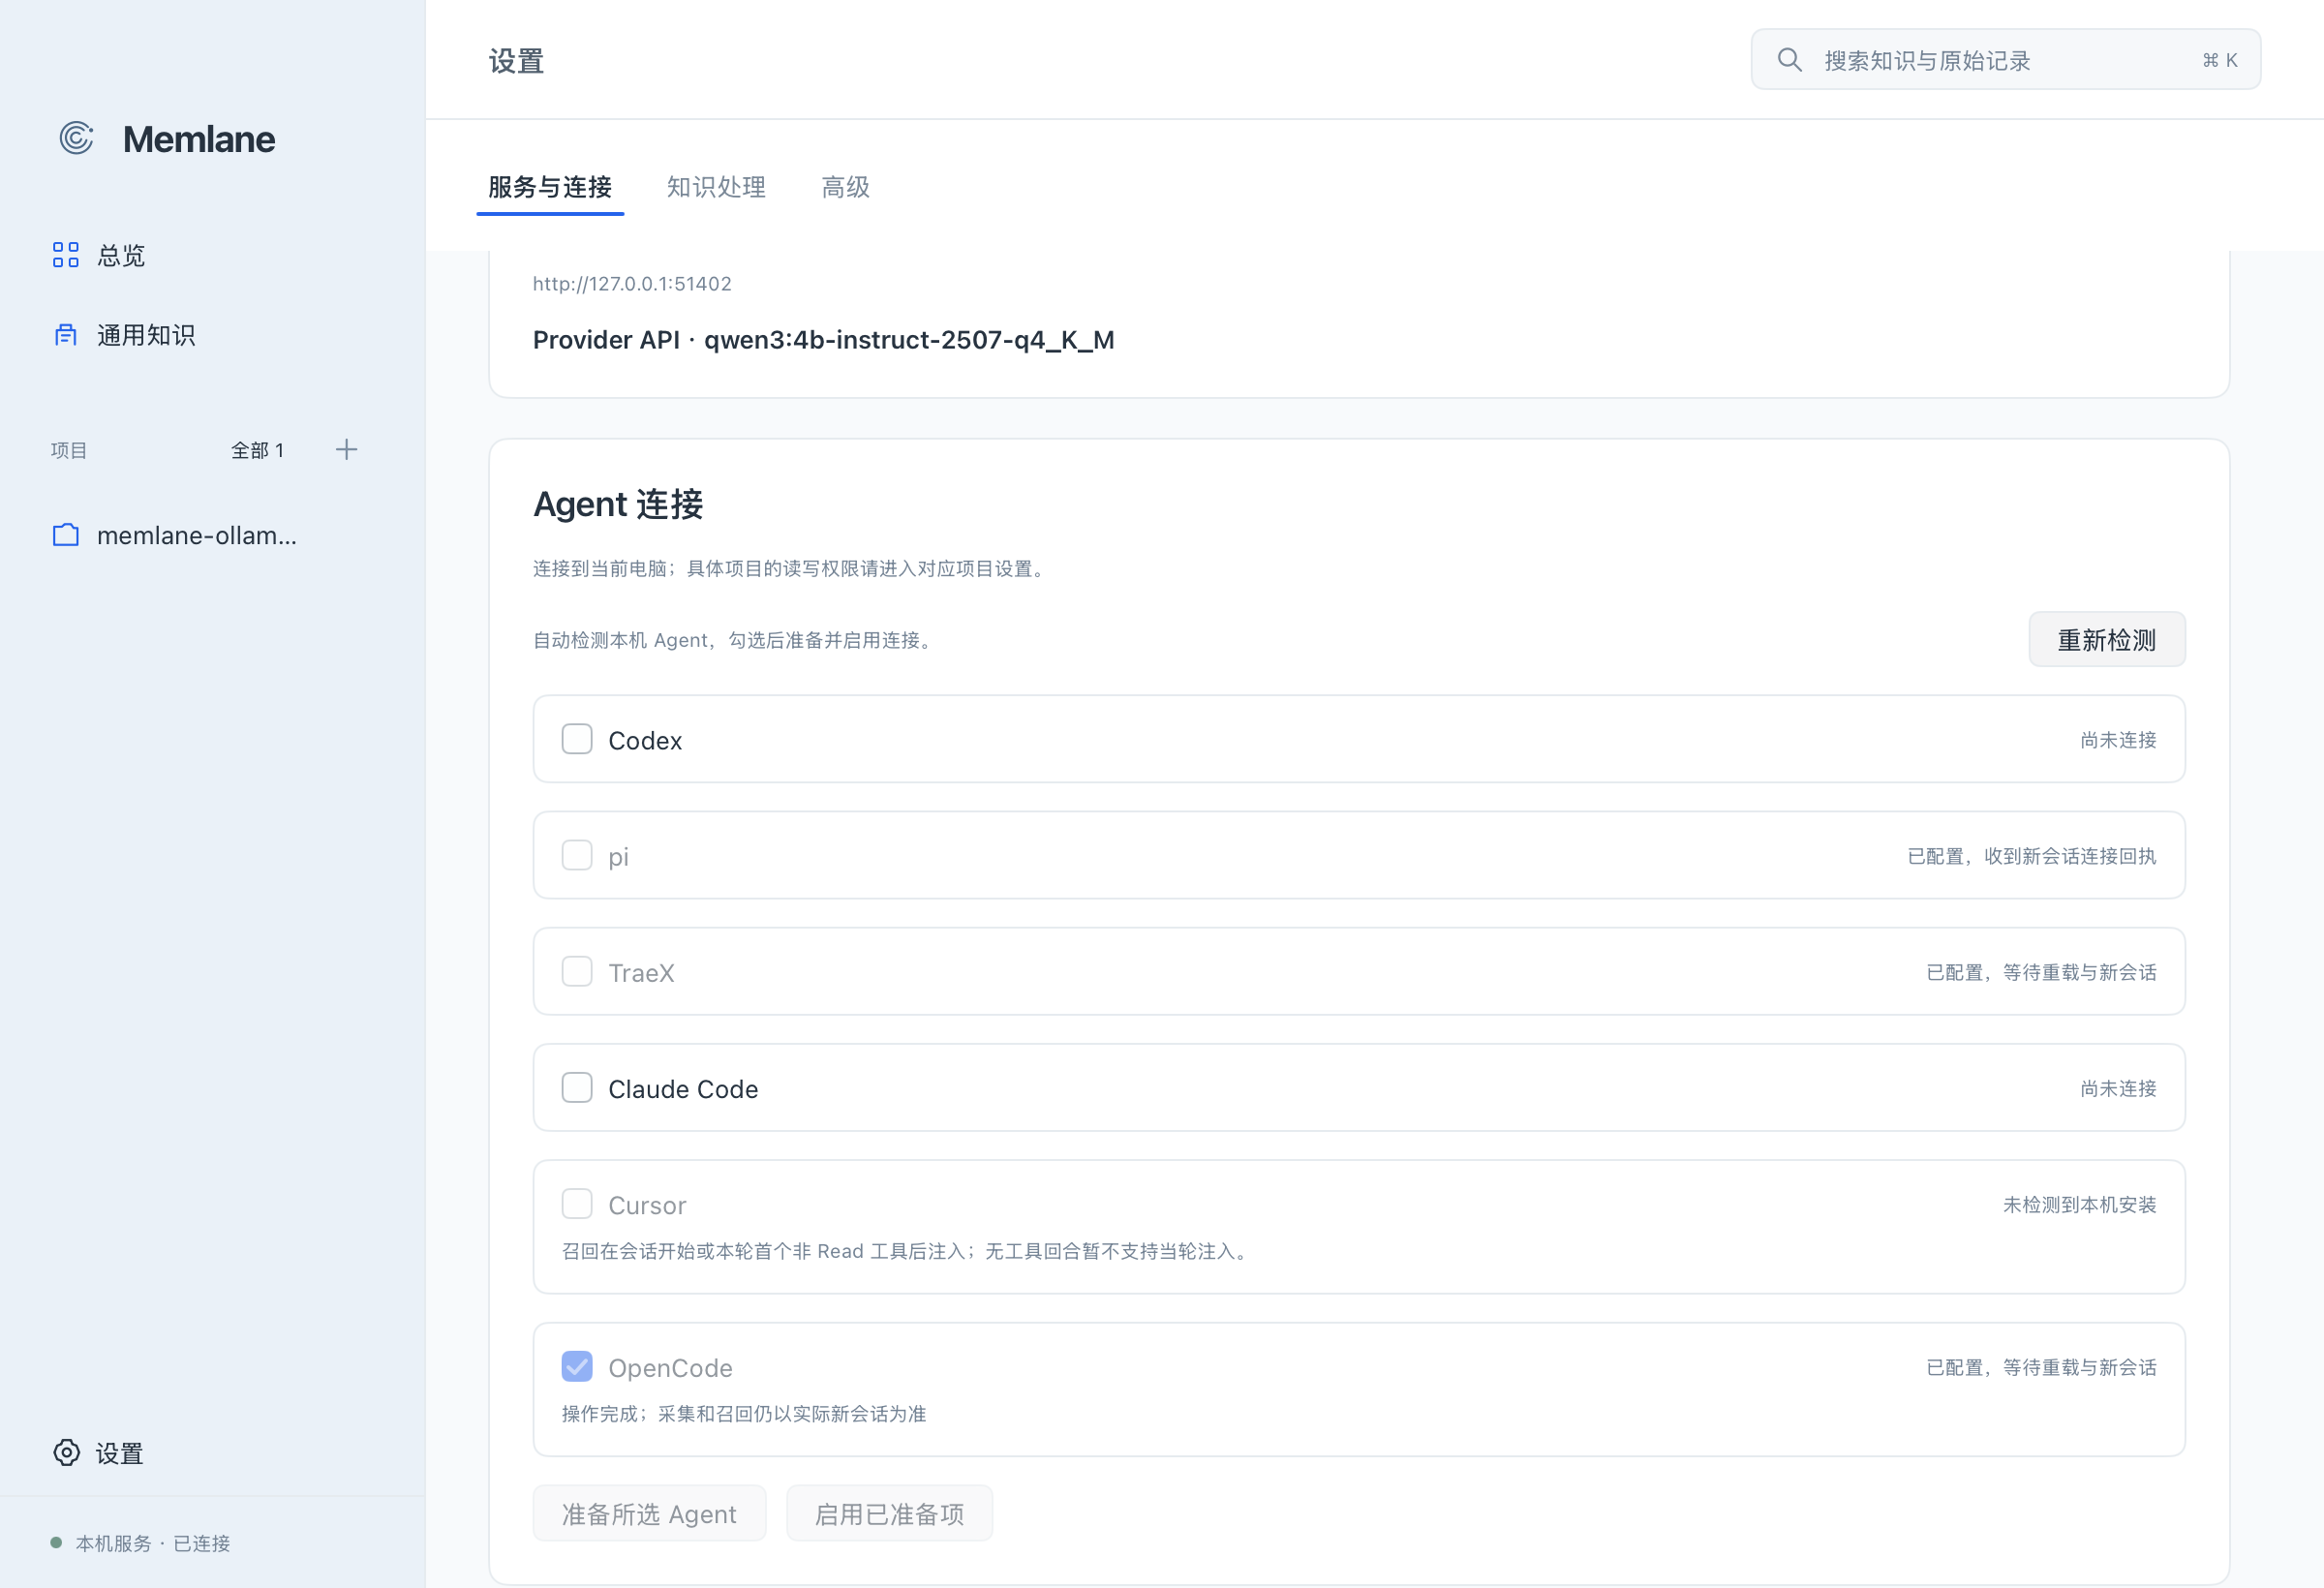 Memlane
总览
通用知识
项目
全部 1
memlane-ollam...
设置
本机服务 · 已连接
设置
搜索知识与原始记录
⌘ K
服务与连接
知识处理
高级
http://127.0.0.1:51402
Provider API · qwen3:4b-instruct-2507-q4_K_M
Agent 连接
连接到当前电脑；具体项目的读写权限请进入对应项目设置。
自动检测本机 Agent，勾选后准备并启用连接。
重新检测
Codex
尚未连接
pi
已配置，收到新会话连接回执
TraeX
已配置，等待重载与新会话
Claude Code
尚未连接
Cursor
未检测到本机安装
召回在会话开始或本轮首个非 Read 工具后注入；无工具回合暂不支持当轮注入。
OpenCode
已配置，等待重载与新会话
操作完成；采集和召回仍以实际新会话为准
准备所选 Agent
启用已准备项